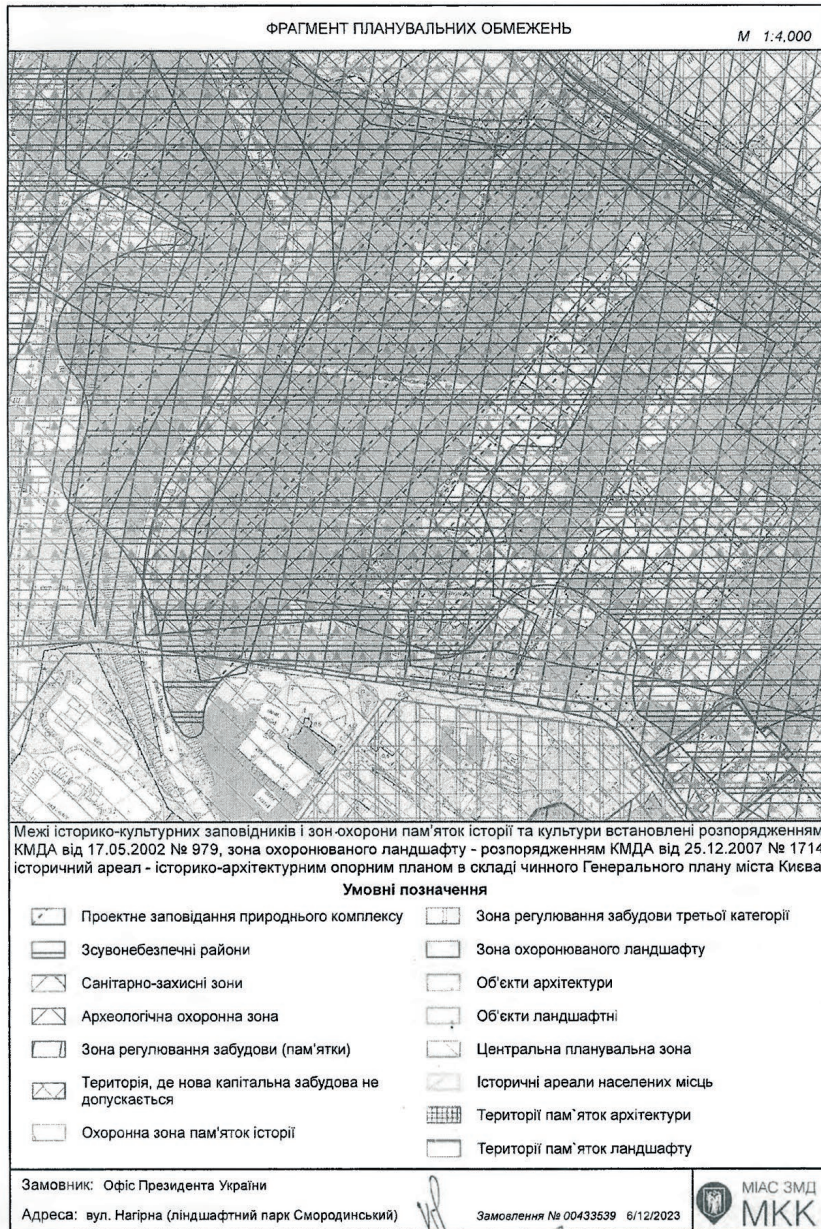 ФРАГМЕНТ ПЛАНУВАЛЬНИХ ОБМЕЖЕНЬ
М 1:4,000
Межі історико-культурних заповідників і зон охорони пам'яток історії та культури встановлені розпорядженням
КМДА від 17.05.2002 № 979, зона охоронюваного ландшафту - розпорядженням КМДА від 25.12.2007 № 1714
історичний ареал - історико-архітектурним опорним планом в складі чинного Генерального плану міста Києва
Умовні позначення
Проектне заповідання природнього комплексу
Зсувонебезпечні райони
Санітарно-захисні зони
Археологічна охоронна зона
Зона регулювання забудови (пам'ятки)
Територія, де нова капітальна забудова не
допускається
Охоронна зона пам'яток історії
Зона регулювання забудови третьої категорії
Зона охоронюваного ландшафту
Об'єкти архітектури
Об'єкти ландшафтні
Центральна планувальна зона
Історичні ареали населених місць
Території пам`яток архітектури
Території пам`яток ландшафту
Замовник: Офіс Президента України
Адреса: вул. Нагірна (ліндшафтний парк Смородинський)
Замовлення № 00433539 6/12/2023
МІАС ЗМД
МКК